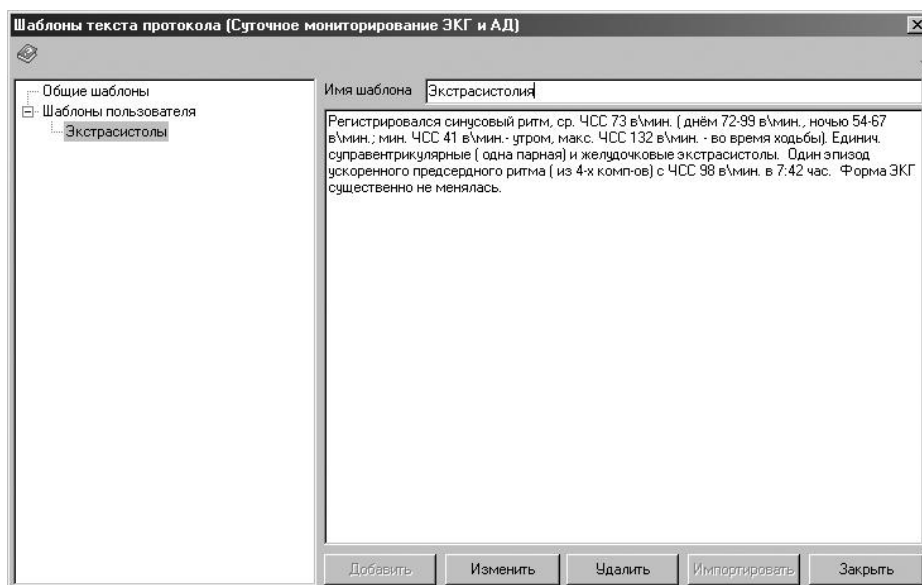 Шаблоны текста протокола (Суточное мониторирование ЭКГ и АД)
Общие шаблоны
Шаблоны пользователя
Экстрасистолы
Имя шаблона Экстрасистолия
Регистрировался синусовый ритм, ср. ЧСС 73 в\мин. ( днём 72-99 в\мин., ночью 54-67
в\мин.; мин. ЧСС 41 в\мин.- утром, макс. ЧСС 132 в\мин. - во время ходьбы). Единич.
суправентрикулярные ( одна парная) и желудочковые экстрасистолы. Один эпизод
ускоренного предсердного ритма ( из 4-х комп-ов) с ЧСС 98 в\мин. в 7:42 час. Форма ЭКГ
существенно не менялась.
Добавить Изменить Удалить Импортировать Закрыть